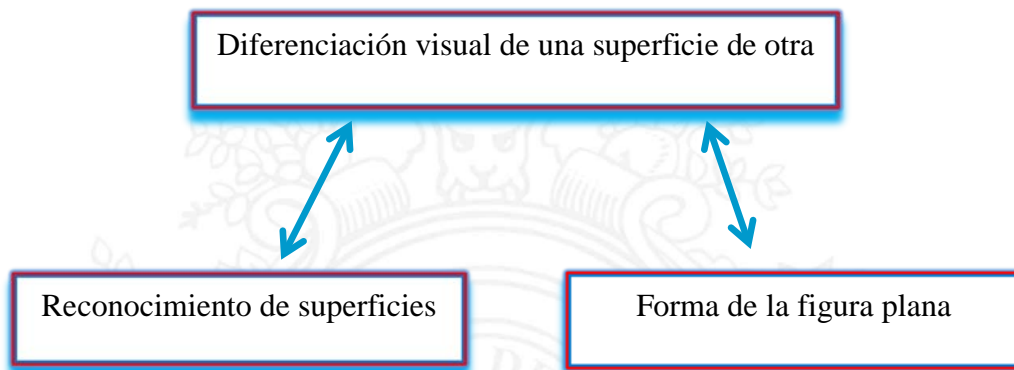 Diferenciación visual de una superficie de otra
Reconocimiento de superficies
Forma de la figura plana